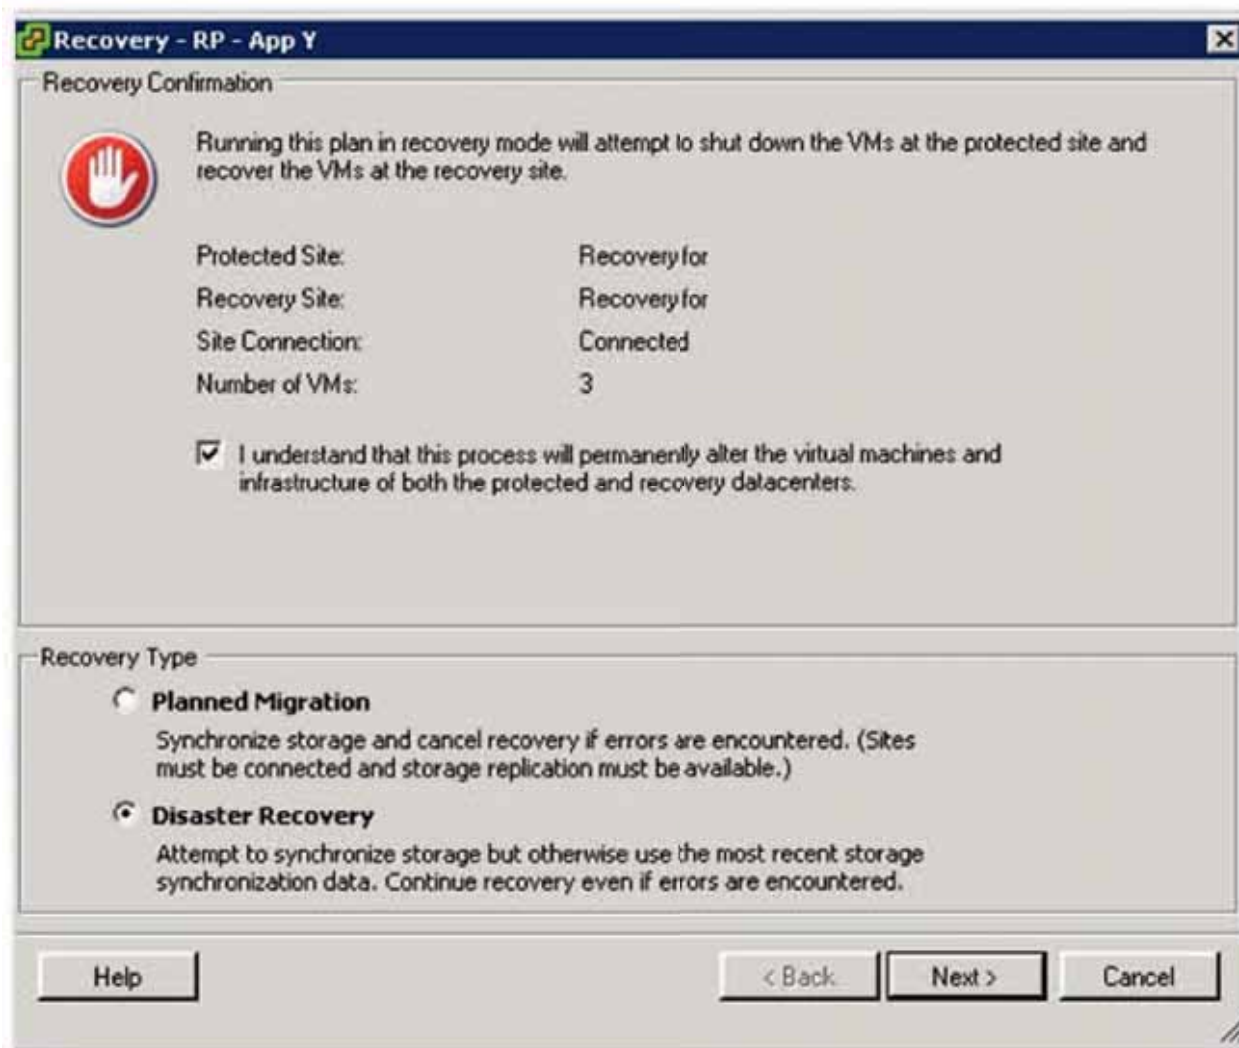 Recovery - RP - App Y
Recovery Confirmation
Running this plan in recovery mode will attempt to shut down the VMs at the protected site and
recover the VMs at the recovery site.
Protected Site: Recovery for
Recovery Site: Recovery for
Site Connection: Connected
Number of VMs: 3
I understand that this process will permanently alter the virtual machines and
infrastructure of both the protected and recovery datacenters.
Recovery Type
Planned Migration
Synchronize storage and cancel recovery if errors are encountered. (Sites
must be connected and storage replication must be available.)
Disaster Recovery
Attempt to synchronize storage but otherwise use the most recent storage
synchronization data. Continue recovery even if errors are encountered.
Help < Back Next > Cancel